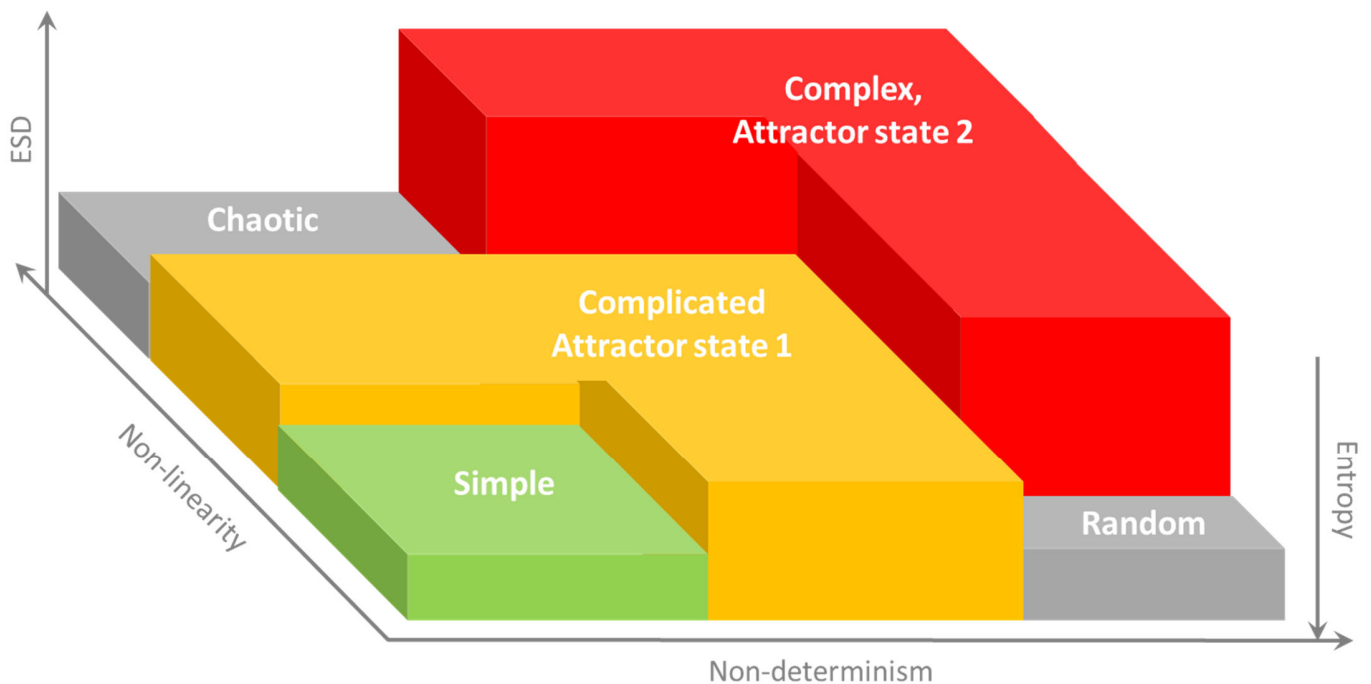 ESD
Complex,
Attractor state 2
Chaotic
Complicated
Attractor state 1
Non-linearity
Simple
Entropy
Random
Non-determinism